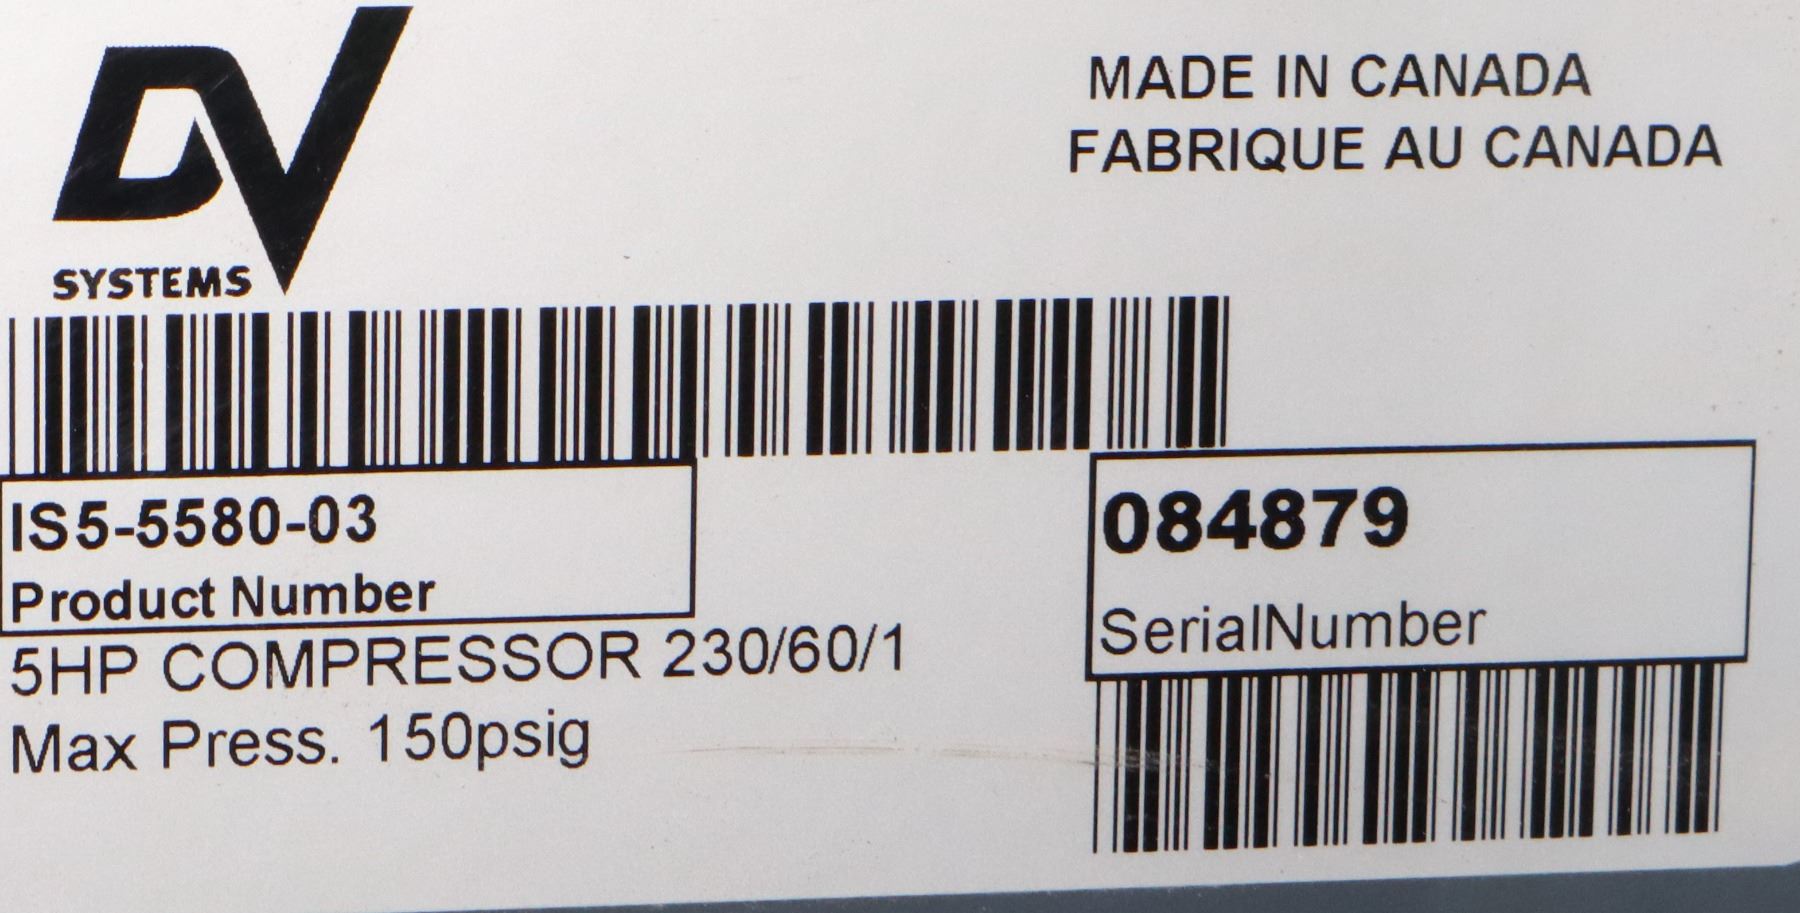 DV
SYSTEMS
MADE IN CANADA
FABRIQUE AU CANADA
IS5-5580-03
Product Number
5HP COMPRESSOR 230/60/1
Max Press. 150psig
084879
SerialNumber